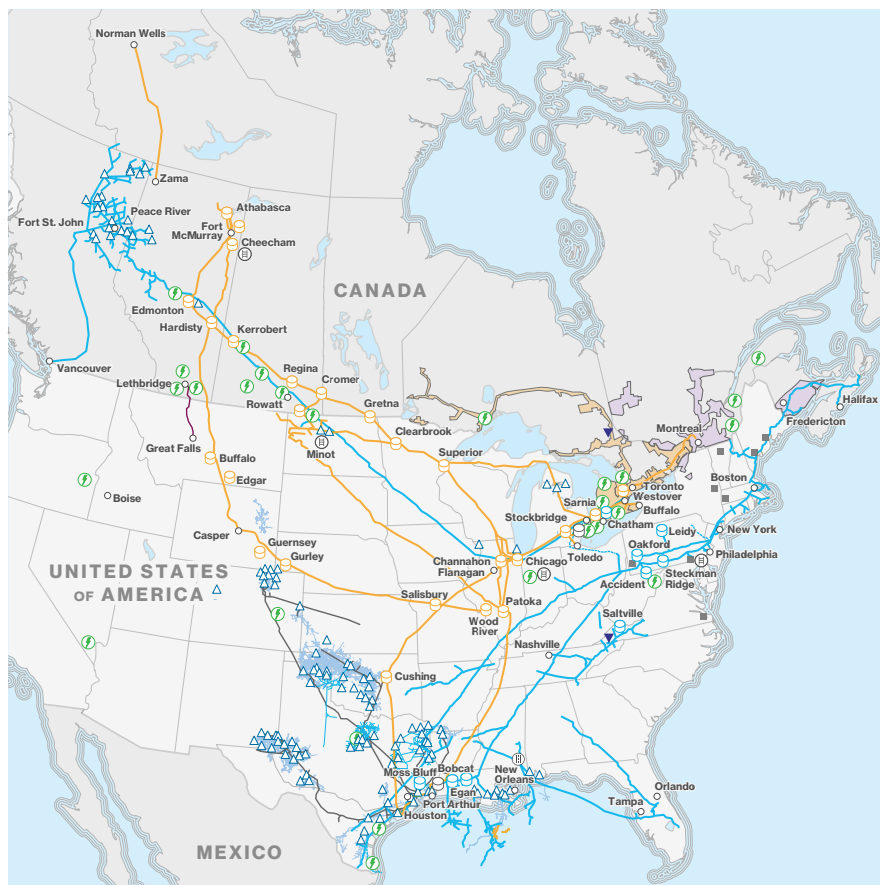 Norman Wells
Zama
Fort St. John
Peace River
Athabasca
Fort
McMurray
Cheecham
CANADA
Edmonton
Hardisty
Kerrobert
Vancouver
Lethbridge
Regina
Cromer
Rowatt
Gretna
Halifax
Fredericton
Great Falls
Minot
Clearbrook
Superior
Montreal
Buffalo
Edgar
Boise
Sarnia
Toronto
Westover
Buffalo
Boston
Stockbridge
Chatham
Leidy
New York
Casper
Guernsey
Gurley
Channahon
Flanagan
Chicago
Toledo
Oakford
Philadelphia
Accident
Steckman
Ridge
UNITED STATES
OF AMERICA
Salisbury
Patoka
Wood
River
Saltville
Nashville
Cushing
Moss Bluff
Bobcat
Egan
New
Orleans
Port Arthur
Houston
Orlando
Tampa
MEXICO